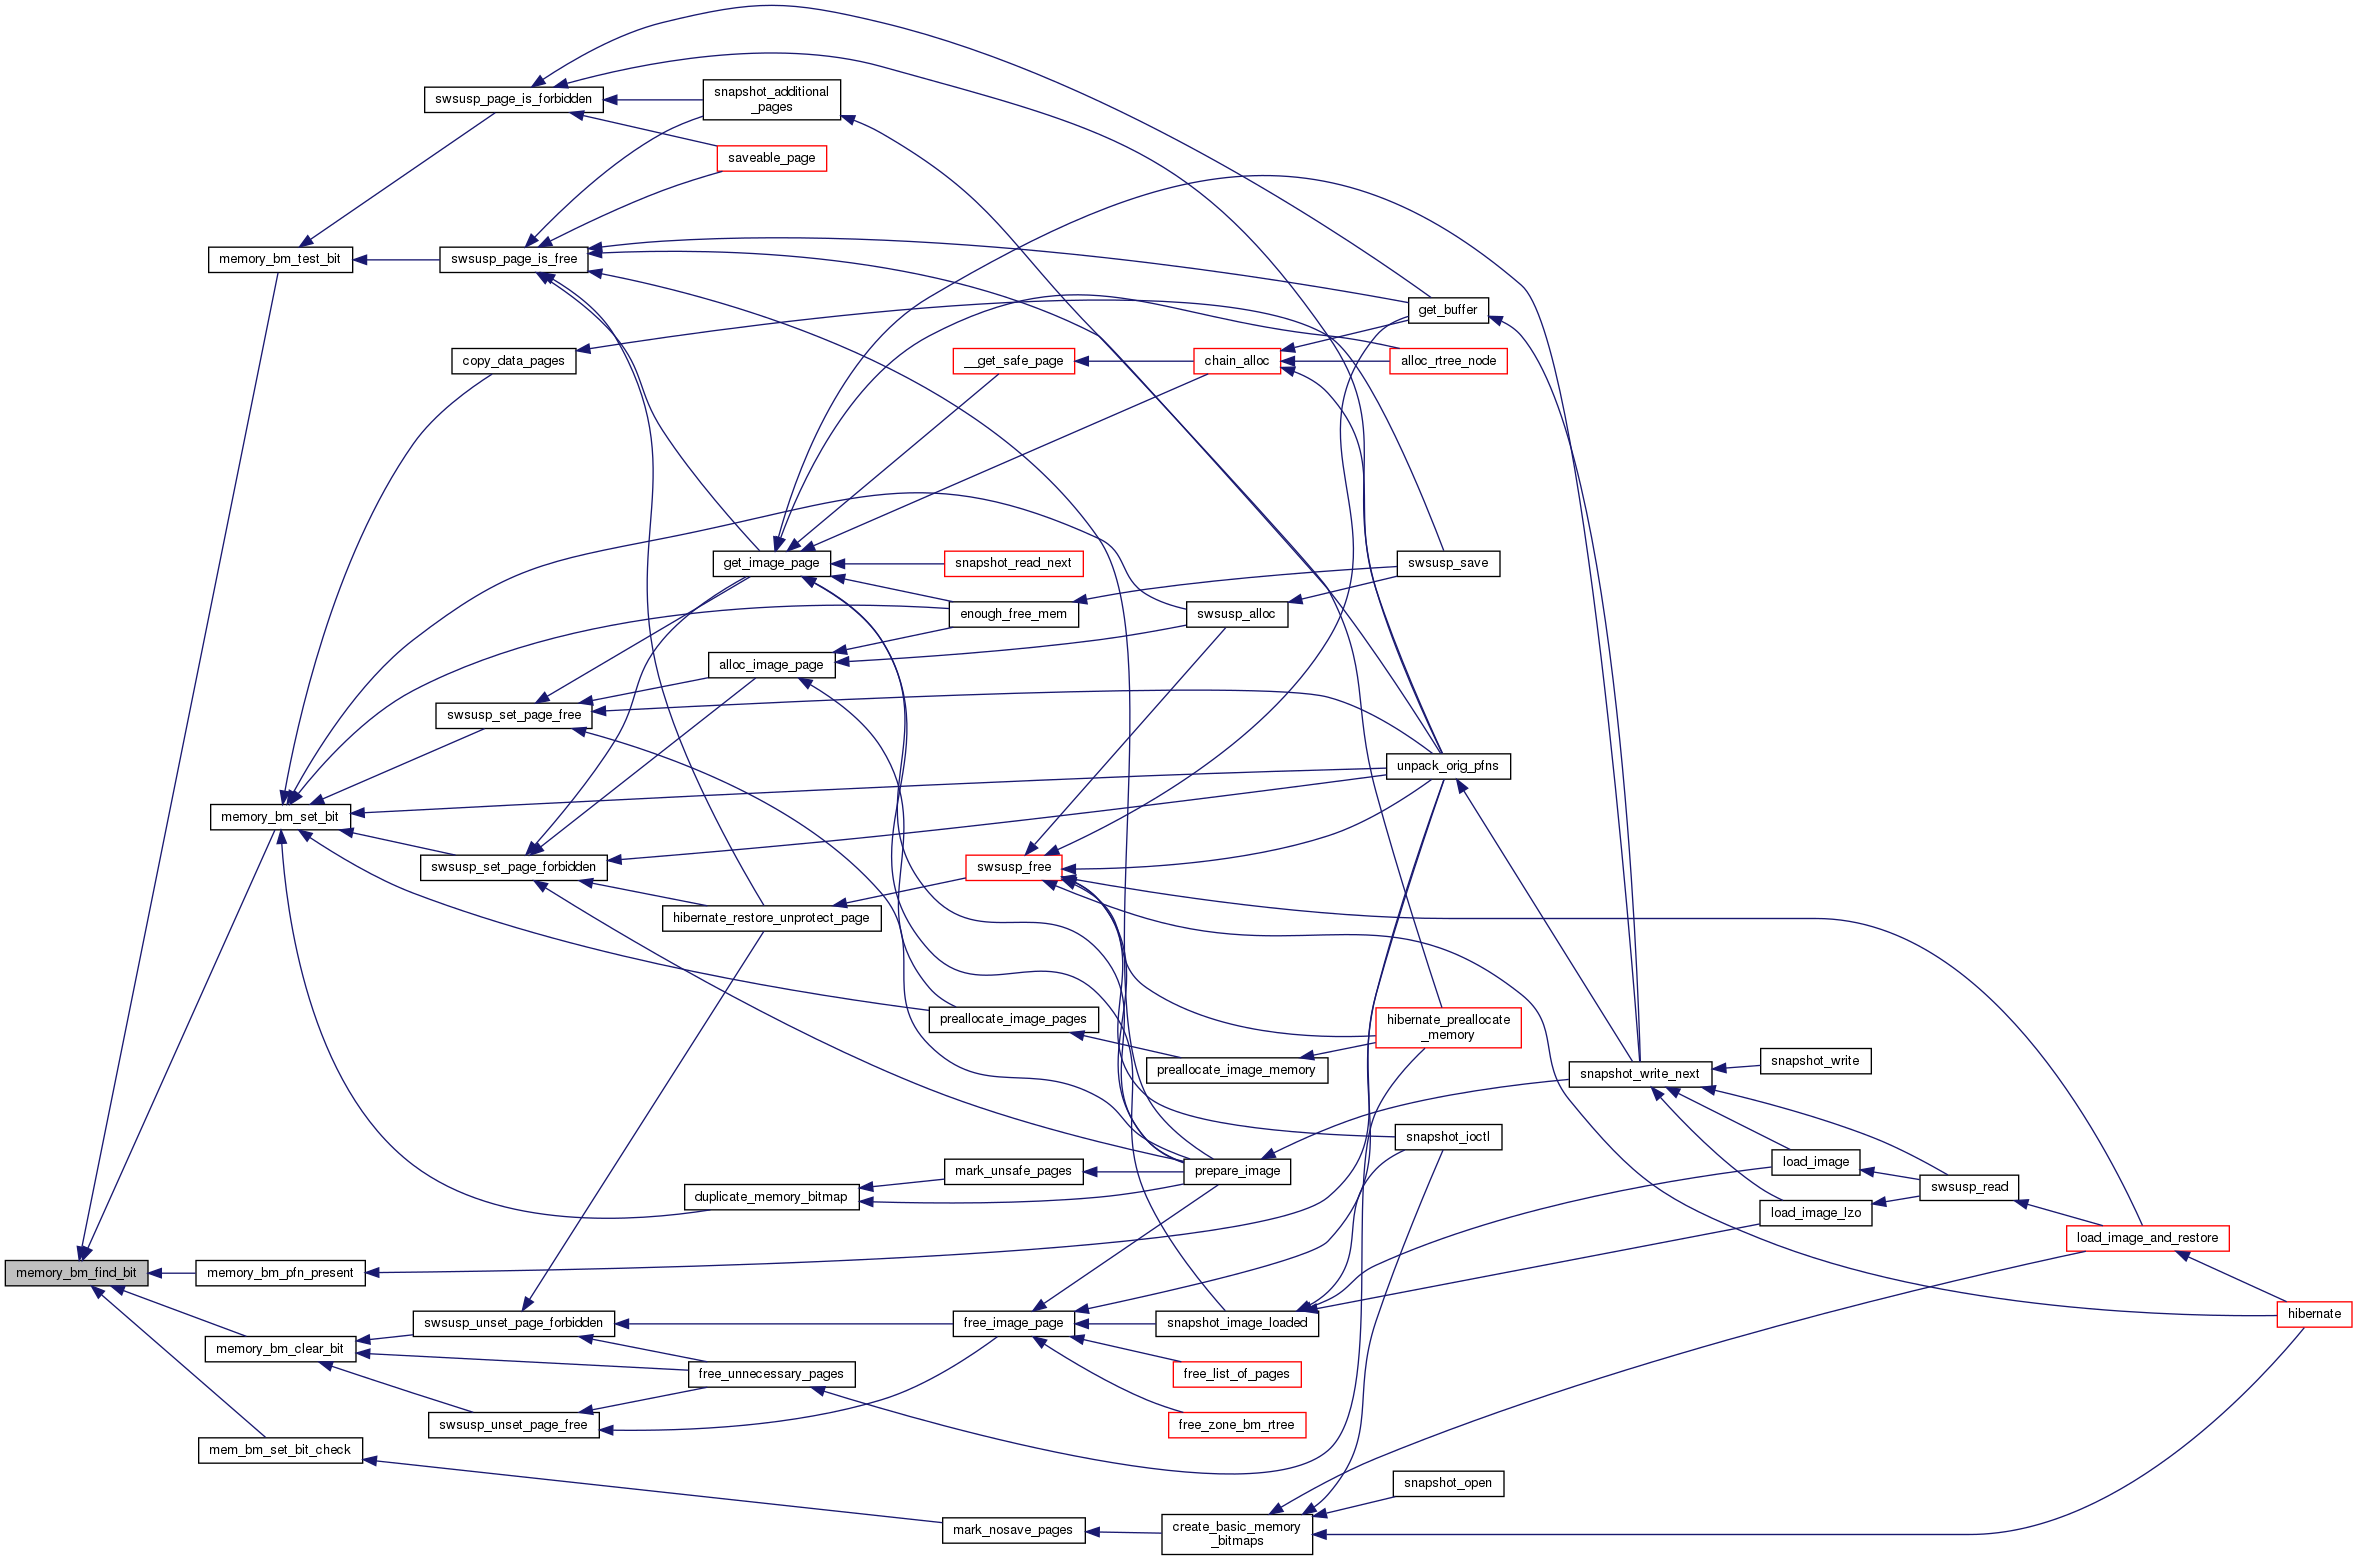 swsusp_page_is_forbidden
snapshot_additional
_pages
saveable_page
memory_bm_test_bit
swsusp_page_is_free
get_buffer
copy_data_pages
__get_safe_page
chain_alloc
alloc_rtree_node
get_image_page
snapshot_read_next
swsusp_save
enough_free_mem
swsusp_alloc
alloc_image_page
swsusp_set_page_free
unpack_orig_pfns
memory_bm_set_bit
swsusp_set_page_forbidden
swsusp_free
hibernate_restore_unprotect_page
preallocate_image_pages
hibernate_preallocate
_memory
preallocate_image_memory
snapshot_write_next
snapshot_write
snapshot_ioctl
mark_unsafe_pages
prepare_image
load_image
duplicate_memory_bitmap
swsusp_read
load_image_lzo
load_image_and_restore
memory_bm_find_bit
memory_bm_pfn_present
swsusp_unset_page_forbidden
free_image_page
snapshot_image_loaded
hibernate
memory_bm_clear_bit
free_unnecessary_pages
free_list_of_pages
swsusp_unset_page_free
free_zone_bm_rtree
mem_bm_set_bit_check
snapshot_open
mark_nosave_pages
create_basic_memory
_bitmaps